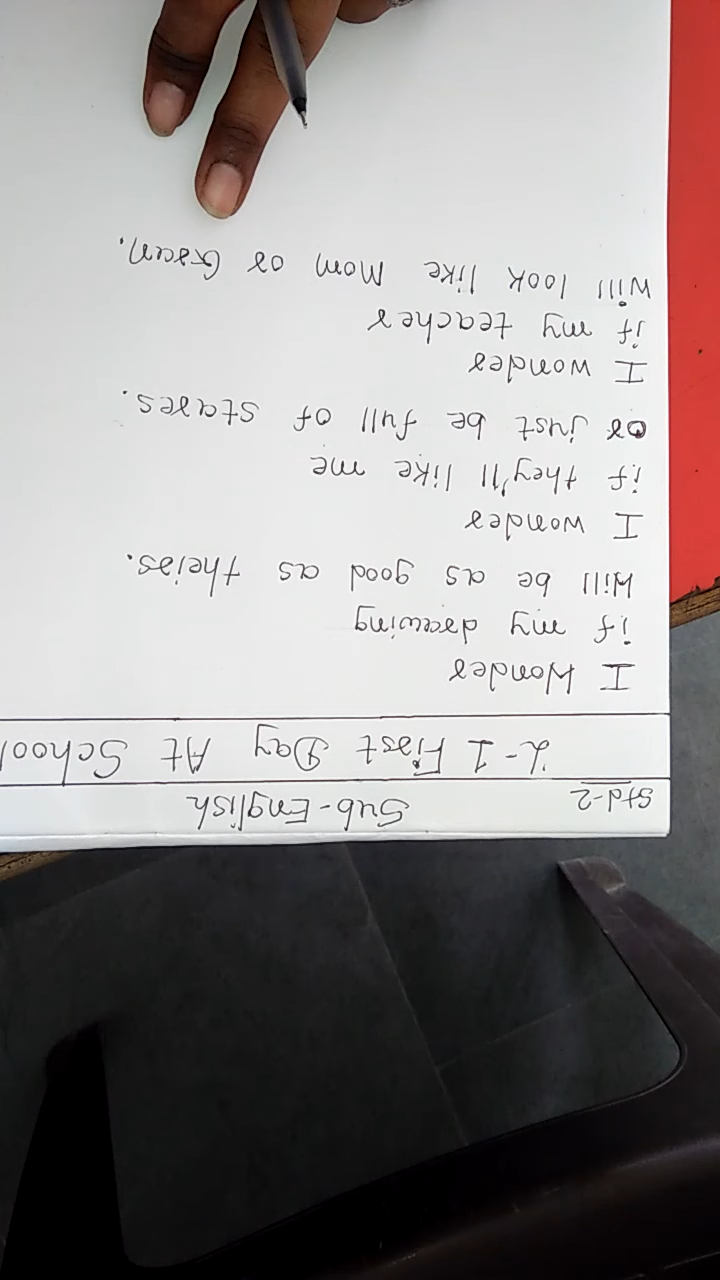 Std-2 Sub-English
L-1 First Day At School
I Wonder
if my drawing
Will be as good as theirs.
I wonder
if they'll like me
or just be full of stares.
I wonder
if my teacher
Will look like Mom or Gran.